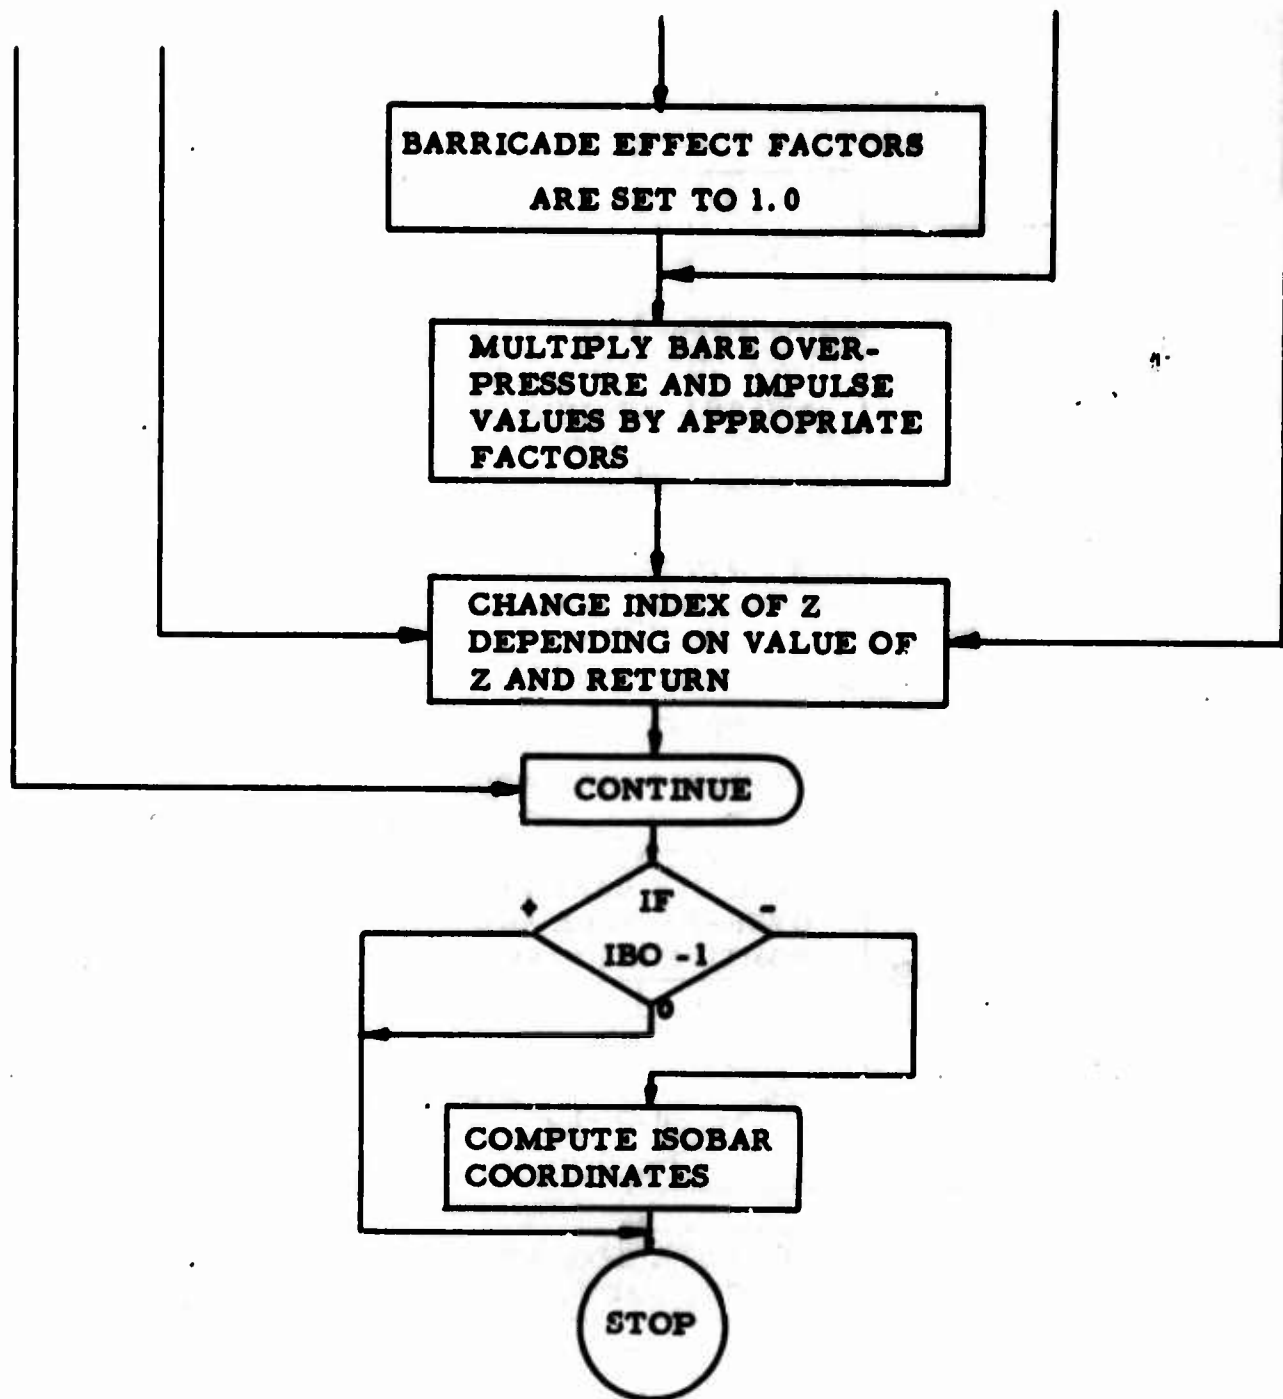 BARRICADE EFFECT FACTORS
ARE SET TO 1.0
MULTIPLY BARE OVER-
PRESSURE AND IMPULSE
VALUES BY APPROPRIATE
FACTORS
CHANGE INDEX OF Z
DEPENDING ON VALUE OF
Z AND RETURN
CONTINUE
+ IF -
IBO -1
0
COMPUTE ISOBAR
COORDINATES
STOP